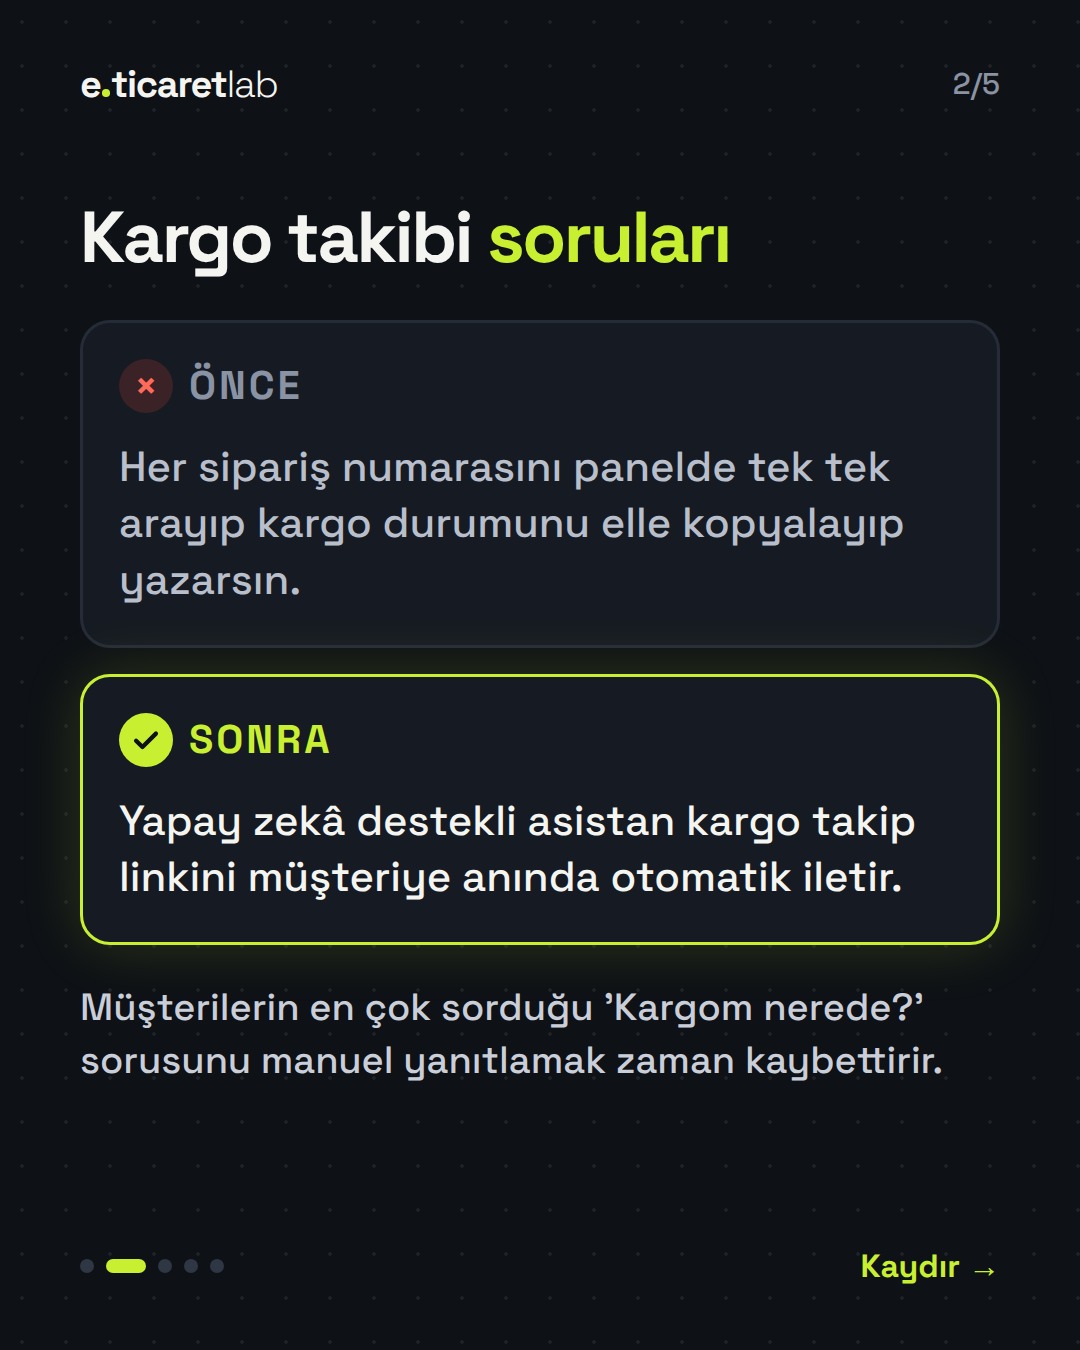 e.ticaretlab
2/5
Kargo takibi soruları
ÖNCE
Her sipariş numarasını panelde tek tek
arayıp kargo durumunu elle kopyalayıp
yazarsın.
SONRA
Yapay zekâ destekli asistan kargo takip
linkini müşteriye anında otomatik iletir.
Müşterilerin en çok sorduğu ’Kargom nerede?’
sorusunu manuel yanıtlamak zaman kaybettirir.
Kaydır →